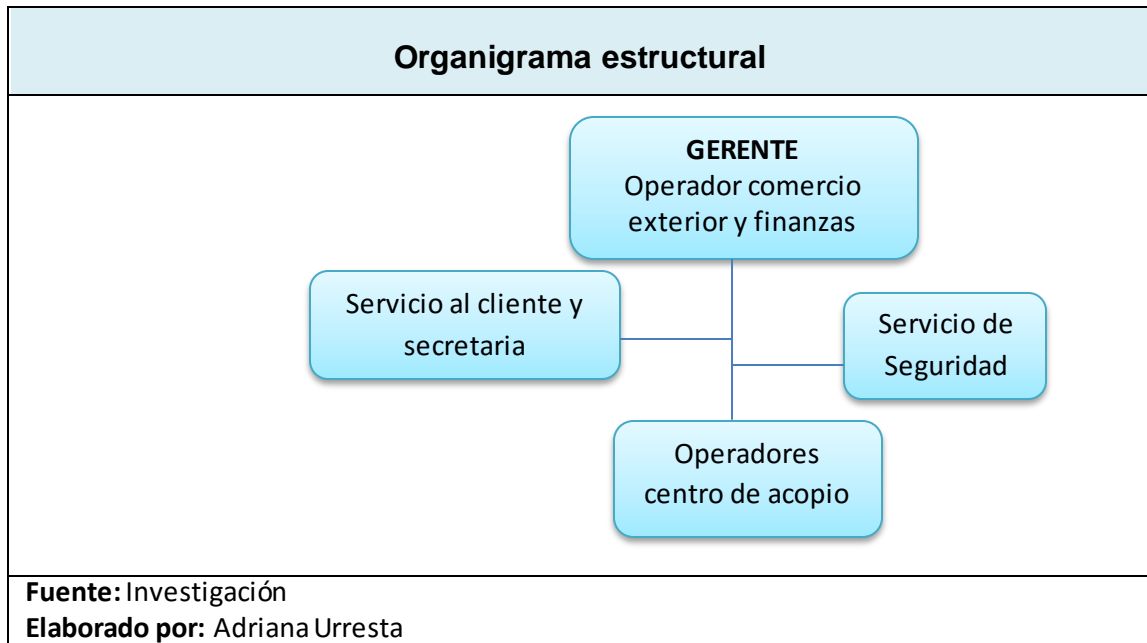 Organigrama estructural
GERENTE
Operador comercio
exterior y finanzas
Servicio al cliente y
secretaria
Servicio de
Seguridad
Operadores
centro de acopio
Fuente: Investigación
Elaborado por: Adriana Urresta